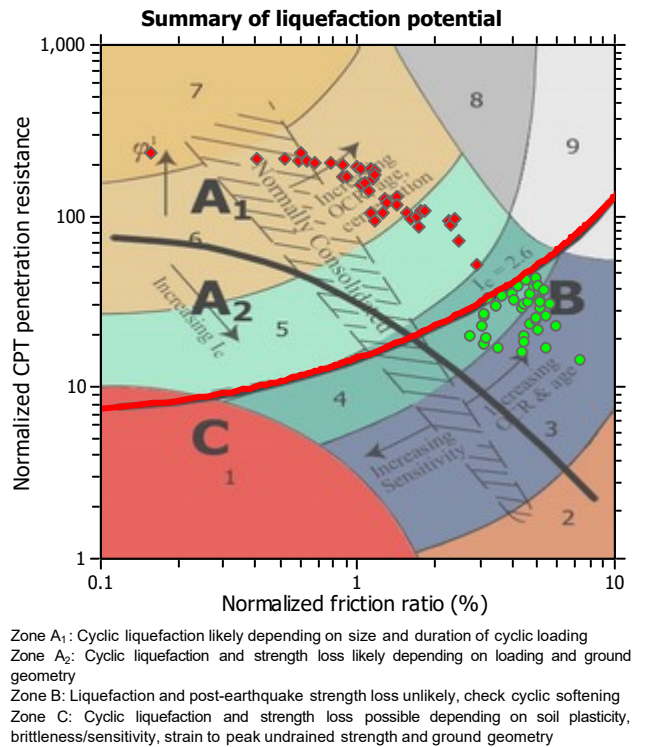 Summary of liquefaction potential
1,000
100
10
1
Normalized CPT penetration resistance
7
8
9
φ'
Increasing
OCR, age,
cementation
A1
Normally Consolidated
6
Ic = 2.6
A2
B
Increasing Ic
5
4
Increasing
OCR & age
C
3
Increasing
Sensitivity
1
2
0.1
1
10
Normalized friction ratio (%)
Zone A1: Cyclic liquefaction likely depending on size and duration of cyclic loading
Zone A2: Cyclic liquefaction and strength loss likely depending on loading and ground
geometry
Zone B: Liquefaction and post-earthquake strength loss unlikely, check cyclic softening
Zone C: Cyclic liquefaction and strength loss possible depending on soil plasticity,
brittleness/sensitivity, strain to peak undrained strength and ground geometry